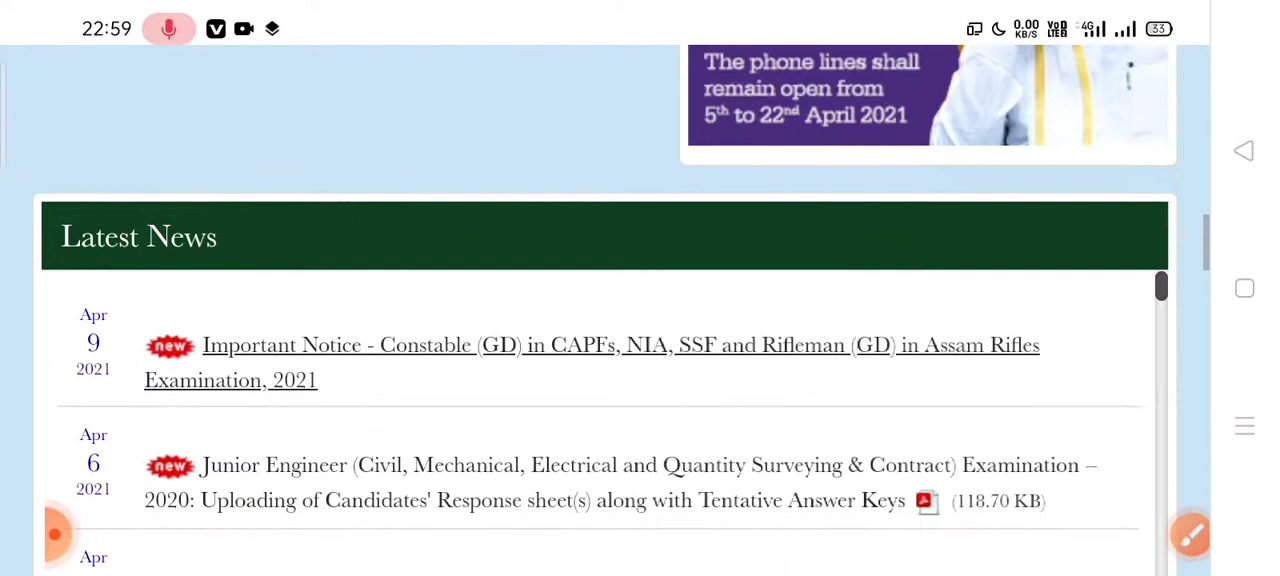 22:59
0.00 KB/S
VoD LTEB
4G
33
The phone lines shall
remain open from
5th to 22nd April 2021
Latest News
Apr
9
2021
new Important Notice - Constable (GD) in CAPFs, NIA, SSF and Rifleman (GD) in Assam Rifles
Examination, 2021
Apr
6
2021
new Junior Engineer (Civil, Mechanical, Electrical and Quantity Surveying & Contract) Examination –
2020: Uploading of Candidates' Response sheet(s) along with Tentative Answer Keys (118.70 KB)
Apr